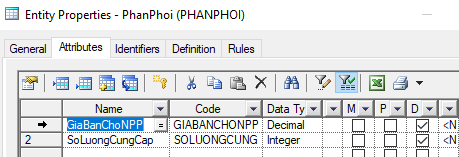 Entity Properties - PhanPhoi (PHANPHOI)
General Attributes Identifiers Definition Rules
Name Code Data Ty M P D
GiaBanChoNPP = GIABANCHONPP Decimal <N
2 SoLuongCungCap SOLUONGCUNG Integer <N